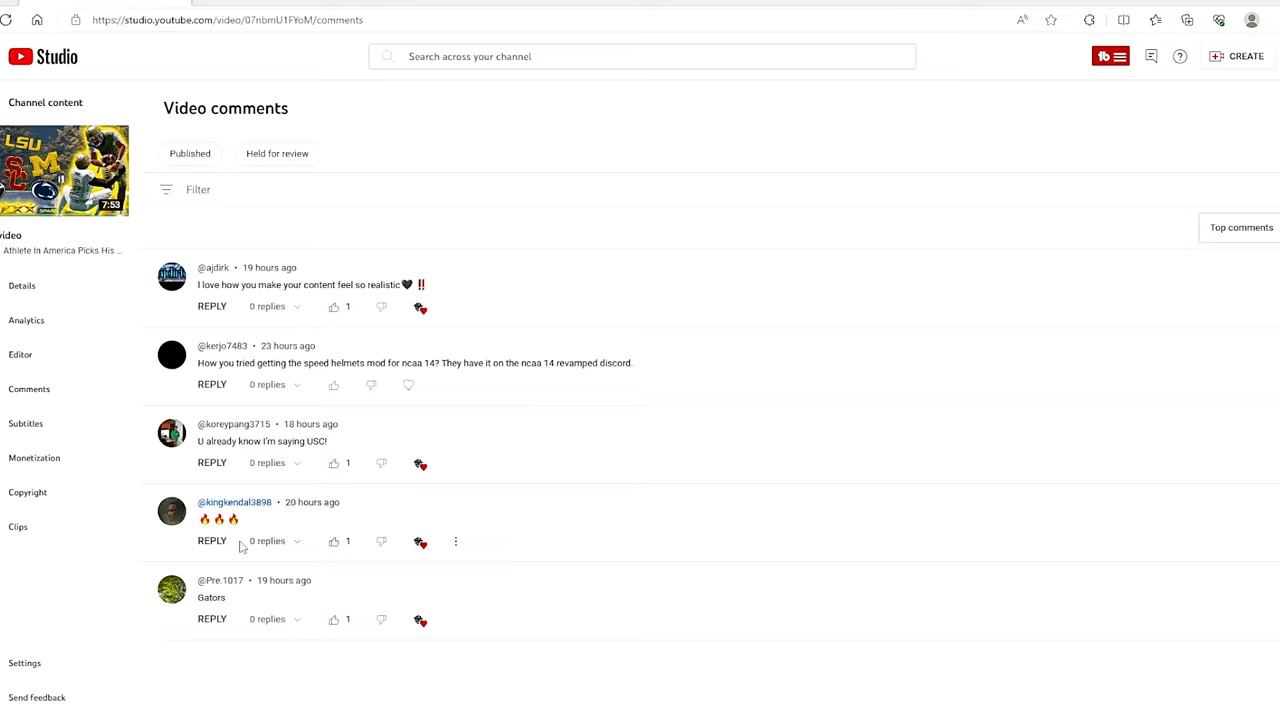 https://studio.youtube.com/video/07nbmU1FYoM/comments
Studio
Search across your channel
CREATE
Channel content
LSU
SC
M
7:53
video
Athlete In America Picks His ...
Details
Analytics
Editor
Comments
Subtitles
Monetization
Copyright
Clips
Settings
Send feedback
Video comments
Published
Held for review
Filter
Top comments
@ajdirk • 19 hours ago
I love how you make your content feel so realistic🖤 ‼️
REPLY 0 replies 1
@kerjo7483 • 23 hours ago
How you tried getting the speed helmets mod for ncaa 14? They have it on the ncaa 14 revamped discord.
REPLY 0 replies
@koreypang3715 • 18 hours ago
U already know I'm saying USC!
REPLY 0 replies 1
@kingkendal3898 • 20 hours ago
🔥 🔥 🔥
REPLY 0 replies 1
@Pre.1017 • 19 hours ago
Gators
REPLY 0 replies 1